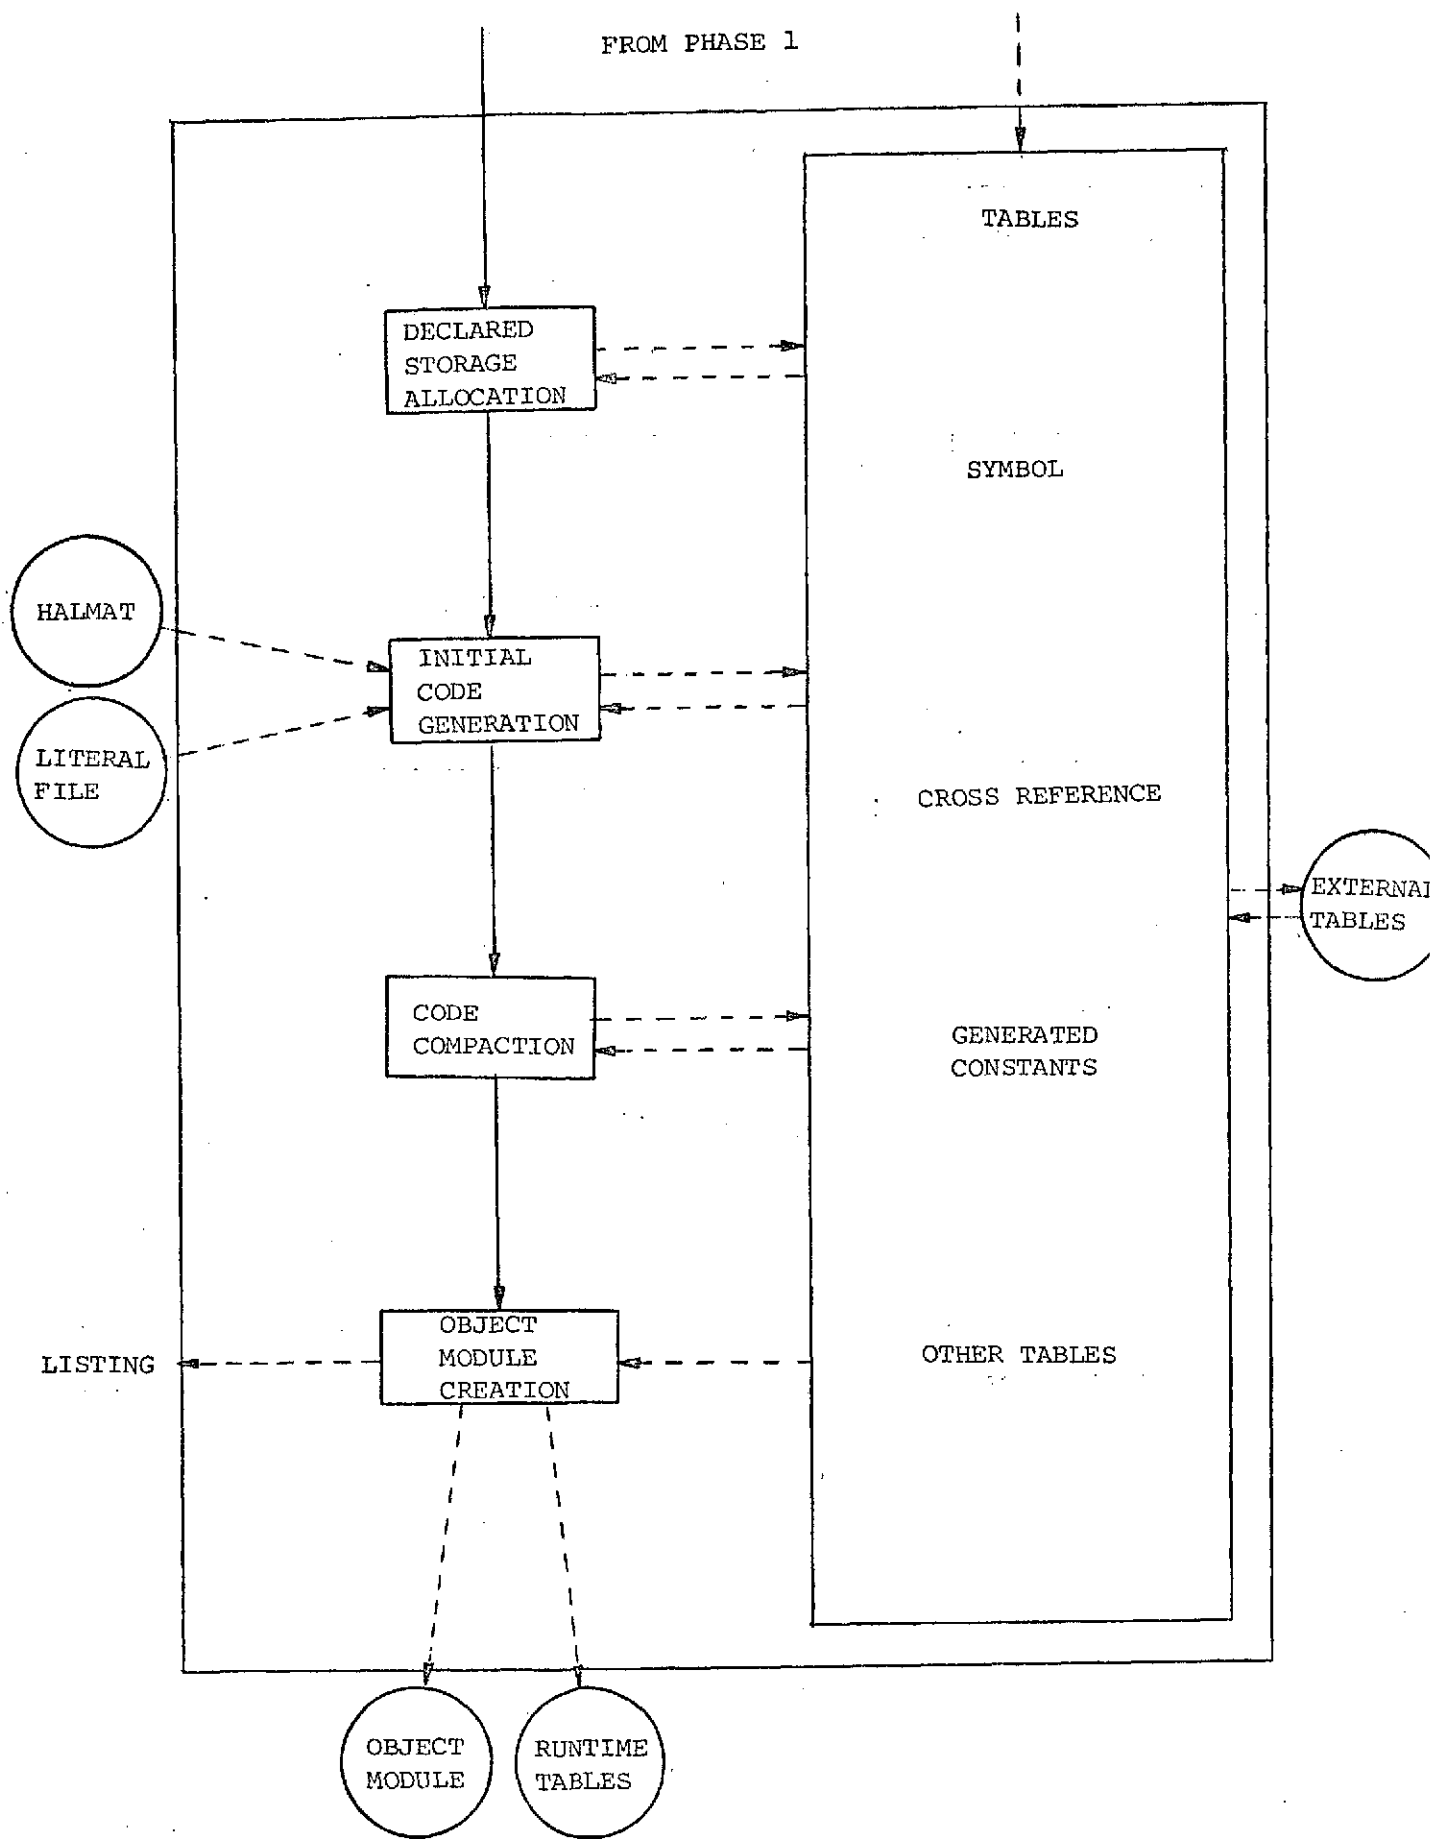 FROM PHASE 1
TABLES
DECLARED
STORAGE
ALLOCATION
SYMBOL
HALMAT
INITIAL
CODE
GENERATION
LITERAL
FILE
CROSS REFERENCE
EXTERNAL
TABLES
CODE
COMPACTION
GENERATED
CONSTANTS
OBJECT
MODULE
CREATION
LISTING
OTHER TABLES
OBJECT
MODULE
RUNTIME
TABLES